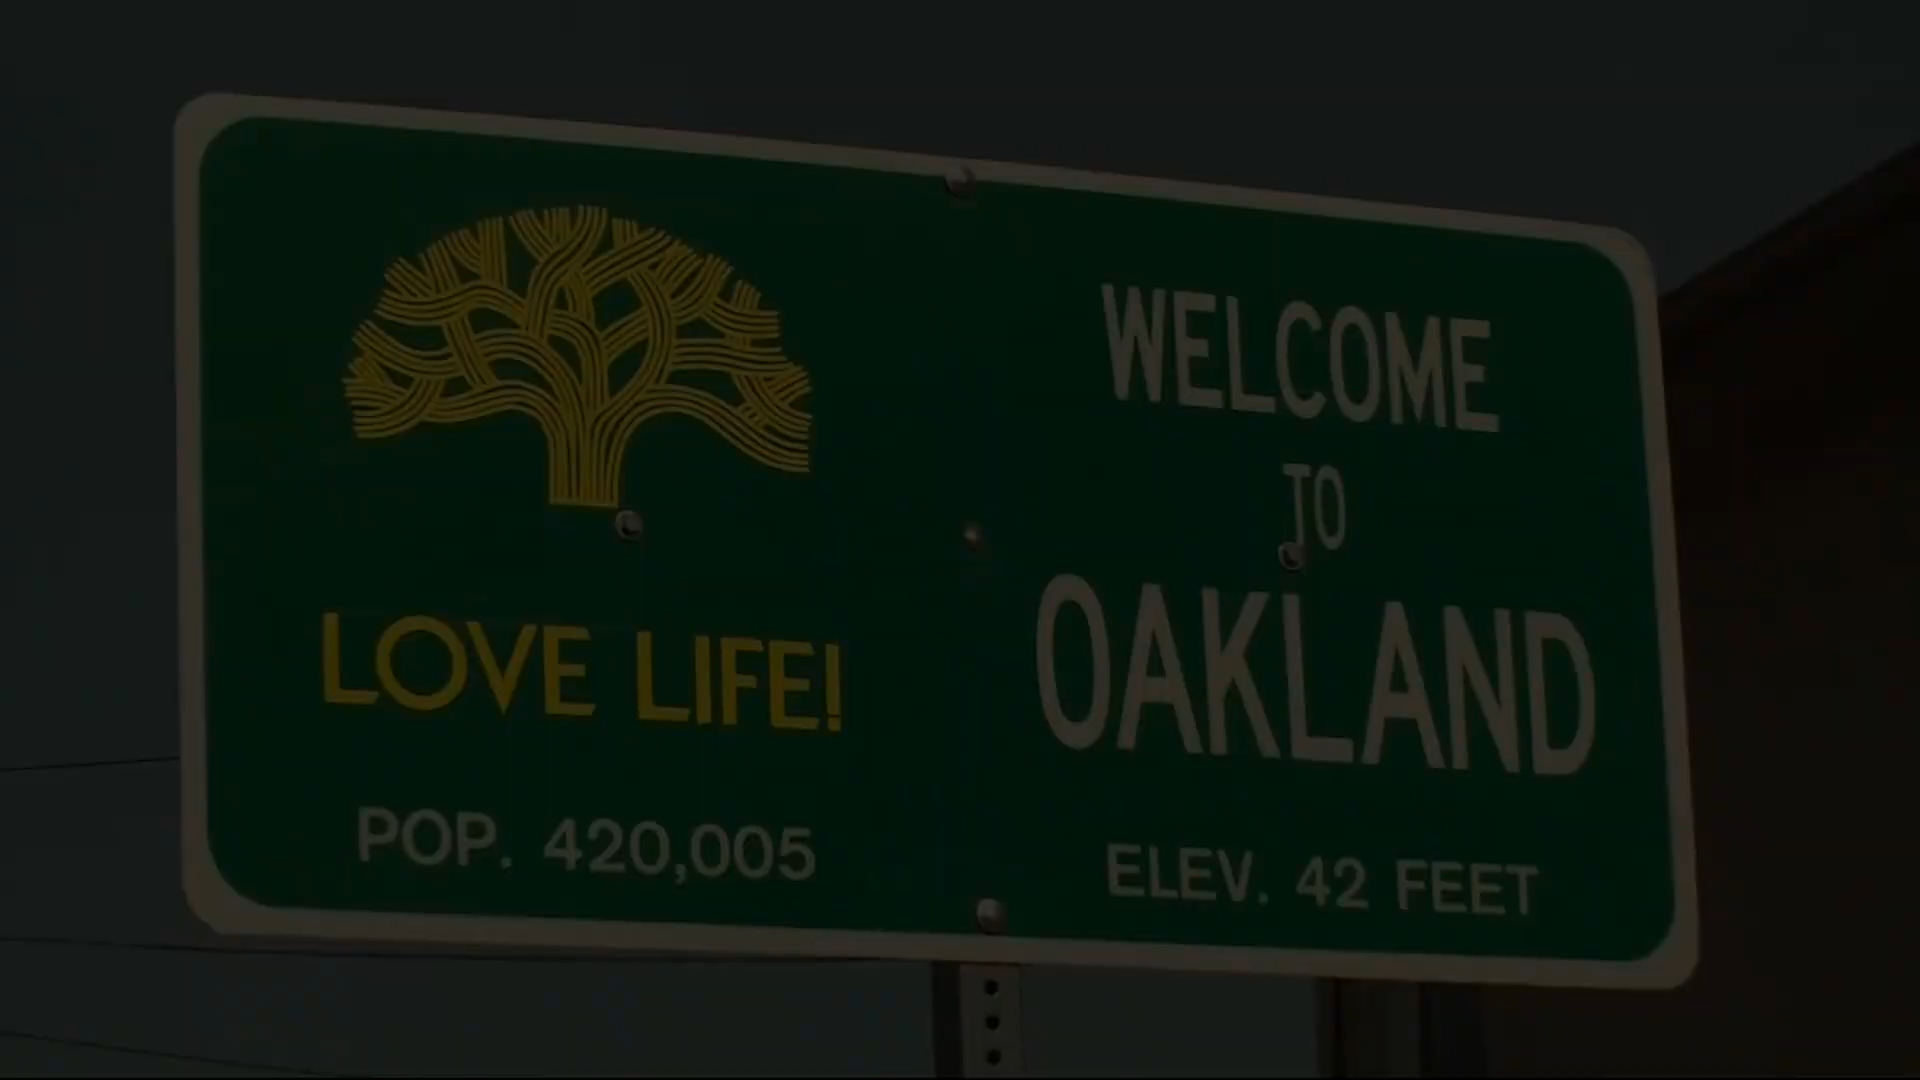 LOVE LIFE!
POP. 420,005
WELCOME
TO
OAKLAND
ELEV. 42 FEET